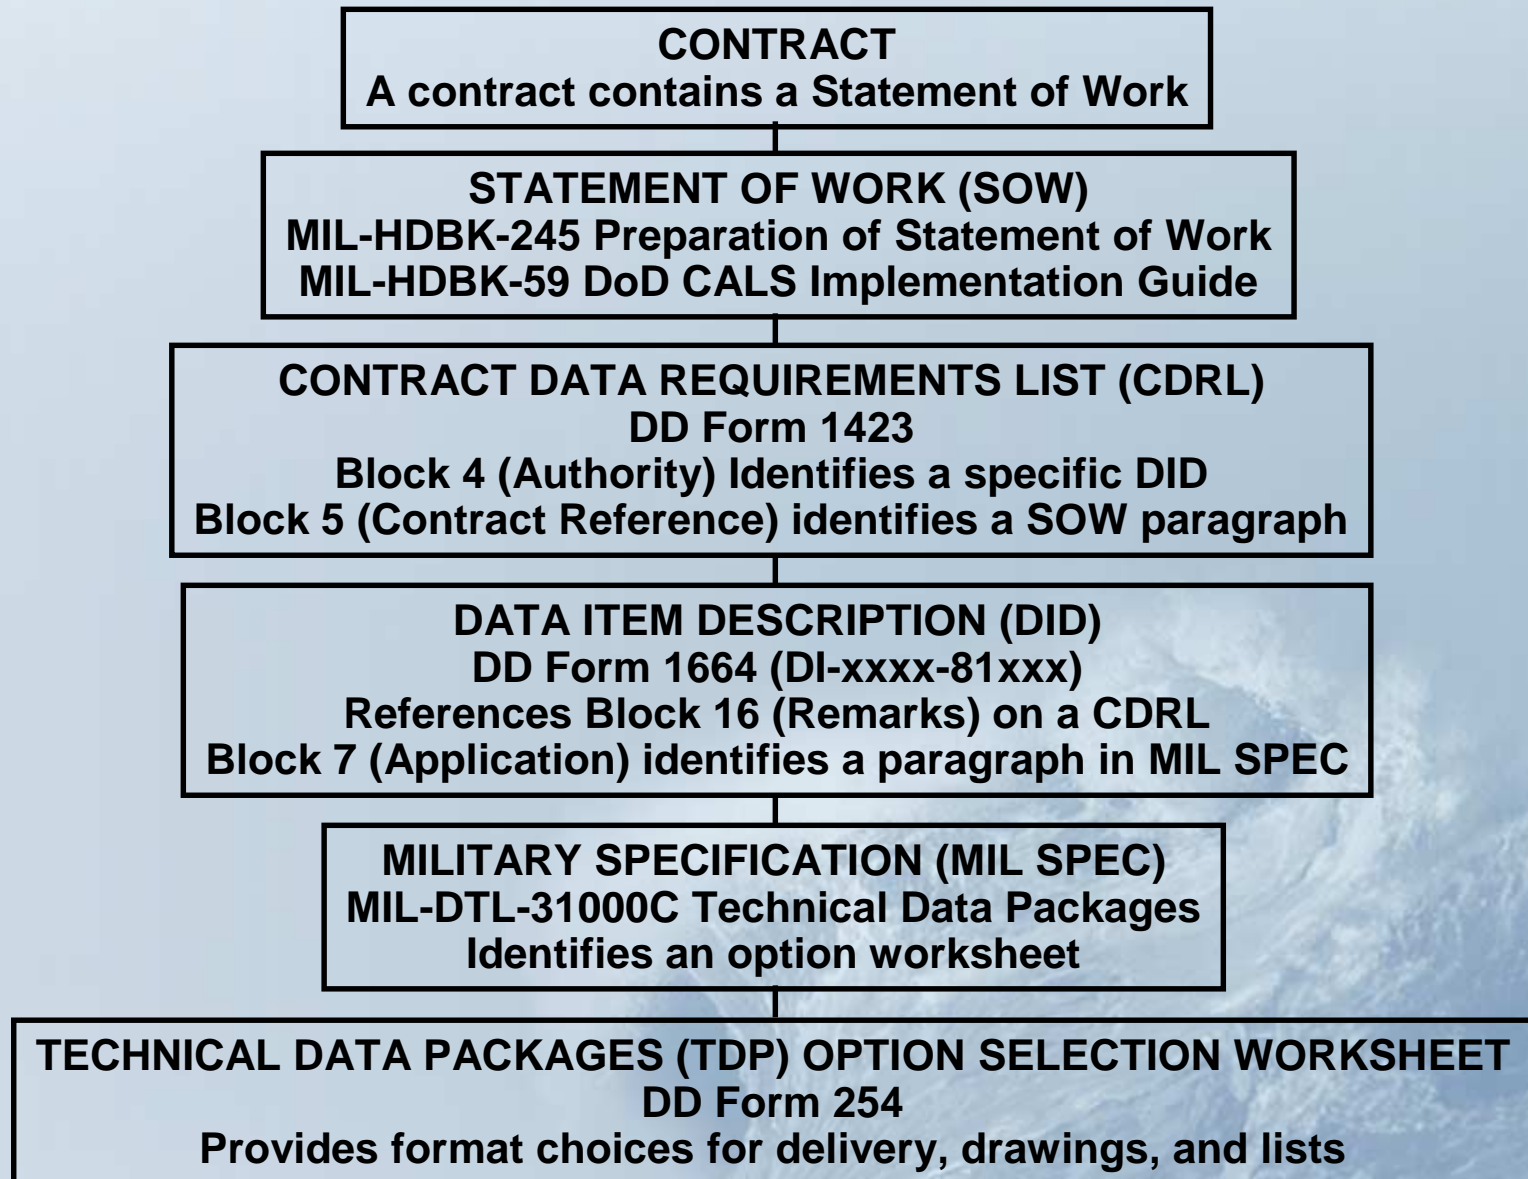 CONTRACT
A contract contains a Statement of Work
STATEMENT OF WORK (SOW)
MIL-HDBK-245 Preparation of Statement of Work
MIL-HDBK-59 DoD CALS Implementation Guide
CONTRACT DATA REQUIREMENTS LIST (CDRL)
DD Form 1423
Block 4 (Authority) Identifies a specific DID
Block 5 (Contract Reference) identifies a SOW paragraph
DATA ITEM DESCRIPTION (DID)
DD Form 1664 (DI-xxxx-81xxx)
References Block 16 (Remarks) on a CDRL
Block 7 (Application) identifies a paragraph in MIL SPEC
MILITARY SPECIFICATION (MIL SPEC)
MIL-DTL-31000C Technical Data Packages
Identifies an option worksheet
TECHNICAL DATA PACKAGES (TDP) OPTION SELECTION WORKSHEET
DD Form 254
Provides format choices for delivery, drawings, and lists